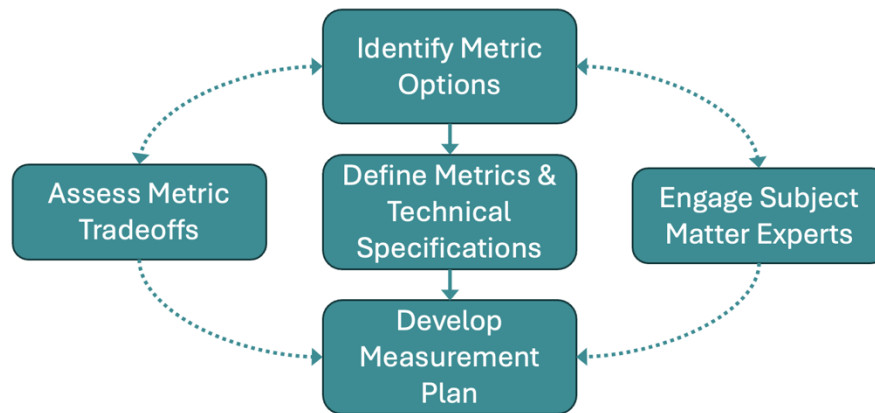 Identify Metric
Options
Assess Metric
Tradeoffs
Define Metrics &
Technical
Specifications
Engage Subject
Matter Experts
Develop
Measurement
Plan